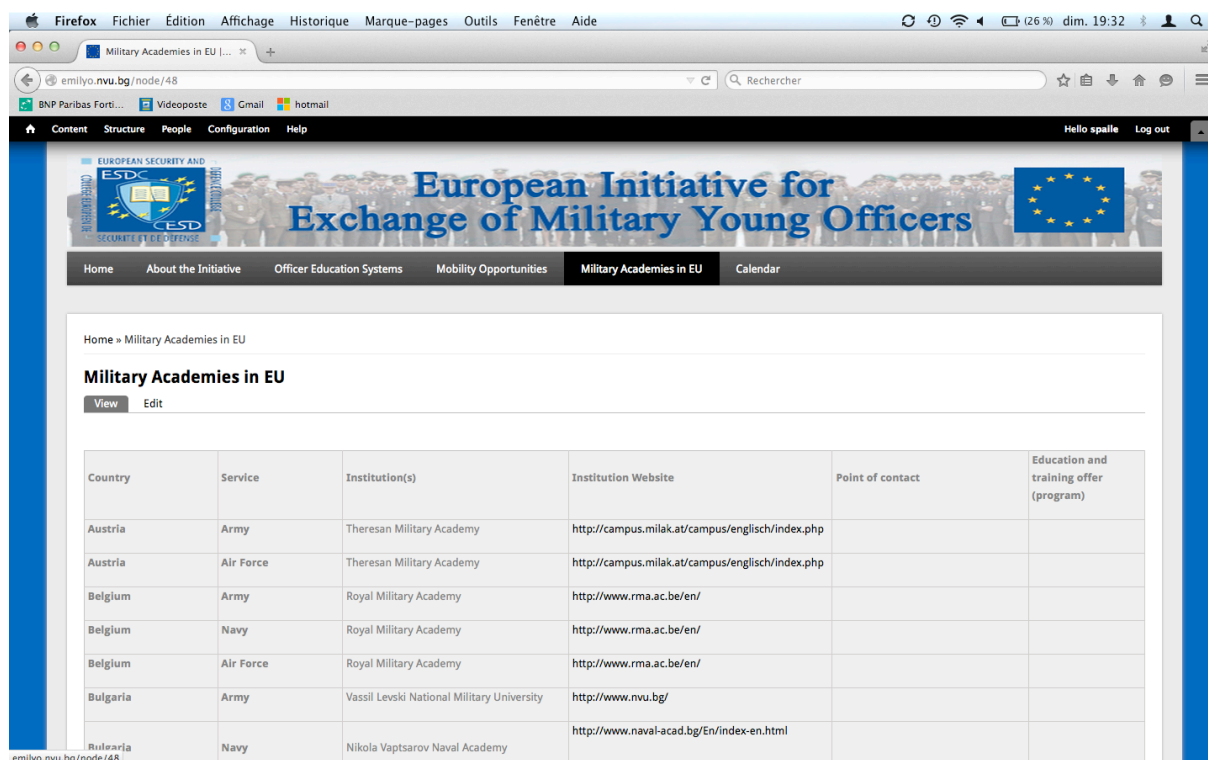 Firefox Fichier Édition Affichage Historique Marque-pages Outils Fenêtre Aide (26 %) dim. 19:32
Military Academies in EU |... × +
emilyo.nvu.bg/node/48 Rechercher
BNP Paribas Forti... Videoposte Gmail hotmail
Content Structure People Configuration Help Hello spaile Log out
EUROPEAN SECURITY AND
DEFENCE COLLEGE
ESDC
CESD
COLLEGE EUROPEEN DE
SECURITE ET DE DEFENSE
European Initiative for
Exchange of Military Young Officers
Home About the Initiative Officer Education Systems Mobility Opportunities Military Academies in EU Calendar
Home » Military Academies in EU
Military Academies in EU
View Edit
Country Service Institution(s) Institution Website Point of contact Education and
training offer
(program)
Austria Army Theresan Military Academy http://campus.milak.at/campus/englisch/index.php
Austria Air Force Theresan Military Academy http://campus.milak.at/campus/englisch/index.php
Belgium Army Royal Military Academy http://www.rma.ac.be/en/
Belgium Navy Royal Military Academy http://www.rma.ac.be/en/
Belgium Air Force Royal Military Academy http://www.rma.ac.be/en/
Bulgaria Army Vassil Levski National Military University http://www.nvu.bg/
http://www.naval-acad.bg/En/index-en.html
Bulgaria Navy Nikola Vaptsarov Naval Academy
emilyo.nvu.bg/node/48